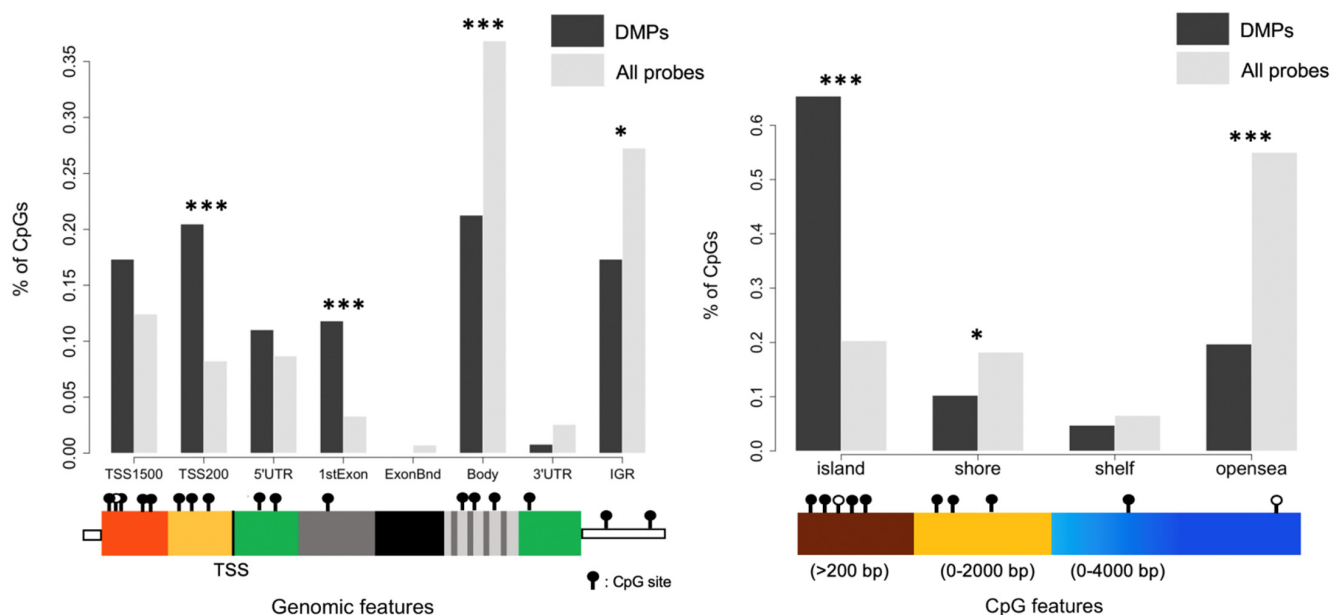 DMPs
All probes
% of CpGs
0.35
0.30
0.25
0.20
0.15
0.10
0.05
0.00
***
***
***
*
TSS1500 TSS200 5'UTR 1stExon ExonBnd Body 3'UTR IGR
TSS
: CpG site
Genomic features
DMPs
All probes
% of CpGs
0.6
0.5
0.4
0.3
0.2
0.1
0.0
***
***
*
island shore shelf opensea
(>200 bp) (0-2000 bp) (0-4000 bp)
CpG features